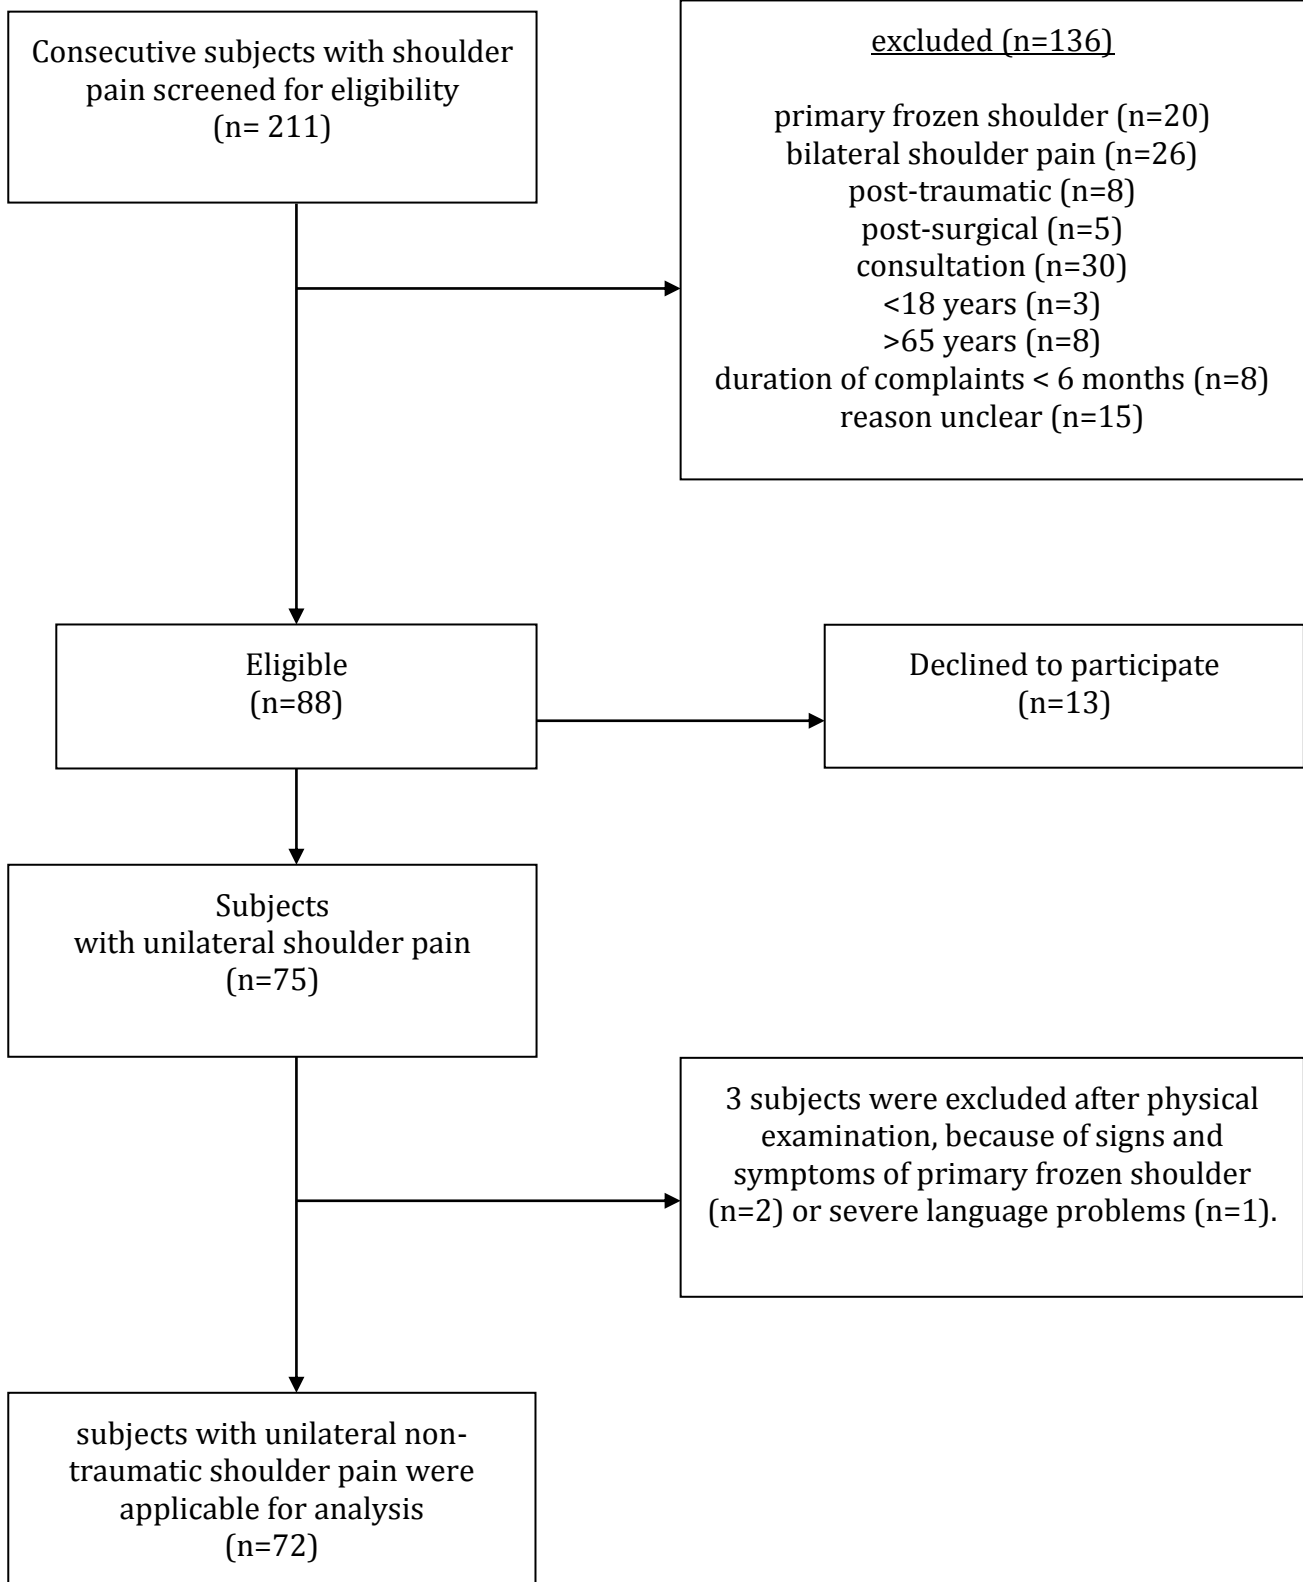 Consecutive subjects with shoulder
pain screened for eligibility
(n= 211)
excluded (n=136)
primary frozen shoulder (n=20)
bilateral shoulder pain (n=26)
post-traumatic (n=8)
post-surgical (n=5)
consultation (n=30)
<18 years (n=3)
>65 years (n=8)
duration of complaints < 6 months (n=8)
reason unclear (n=15)
Eligible
(n=88)
Declined to participate
(n=13)
Subjects
with unilateral shoulder pain
(n=75)
3 subjects were excluded after physical
examination, because of signs and
symptoms of primary frozen shoulder
(n=2) or severe language problems (n=1).
subjects with unilateral non-
traumatic shoulder pain were
applicable for analysis
(n=72)